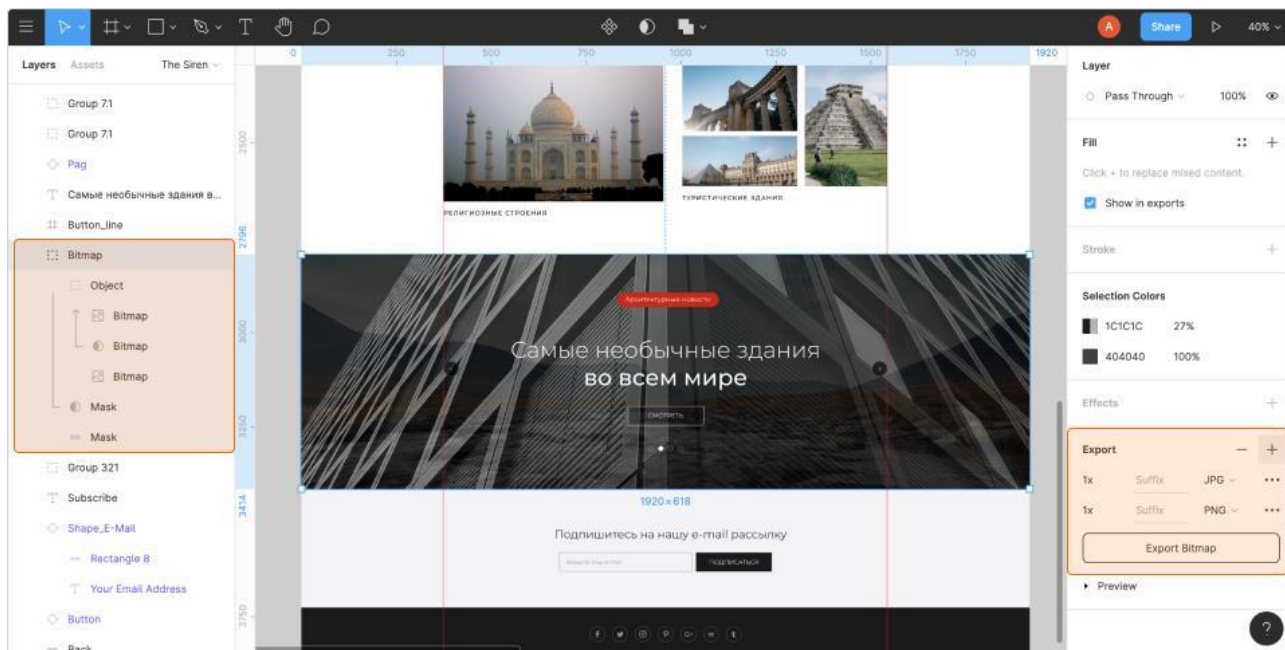 A
Share
40%
Layers
Assets
The Siren
0
250
500
750
1000
1250
1500
1750
1920
Group 7.1
Group 7.1
Pag
Самые необычные здания в...
Button_line
Bitmap
Object
Bitmap
Bitmap
Bitmap
Mask
Mask
Group 321
Subscribe
Shape_E-Mail
Rectangle 8
Your Email Address
Button
Back
2500
2796
3000
3250
3414
3750
РЕЛИГИОЗНЫЕ СТРОЕНИЯ
ТУРИСТИЧЕСКИЕ ЗДАНИЯ
Архитектурные новости
Самые необычные здания
во всем мире
СМОТРЕТЬ
1920 × 618
Подпишитесь на нашу e-mail рассылку
ПОДПИСАТЬСЯ
Layer
Pass Through
100%
Fill
Click + to replace mixed content.
Show in exports
Stroke
Selection Colors
1C1C1C 27%
404040 100%
Effects
Export
1x Suffix JPG
1x Suffix PNG
Export Bitmap
Preview
?